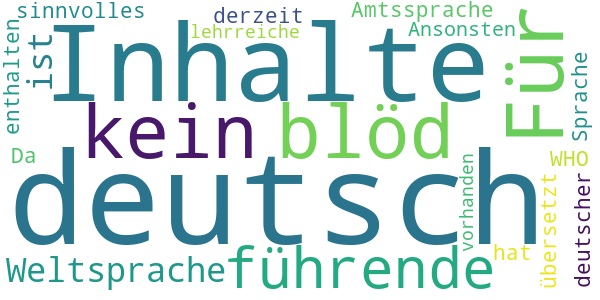 sinnvolles
derzeit
Amtssprache
lehrreiche
Ansonsten
enthalten
ist
Inhalte
Für
Sprache
kein
blöd
Da
deutsch
vorhanden
WHO
übersetzt
deutscher
hat
Weltsprache
führende